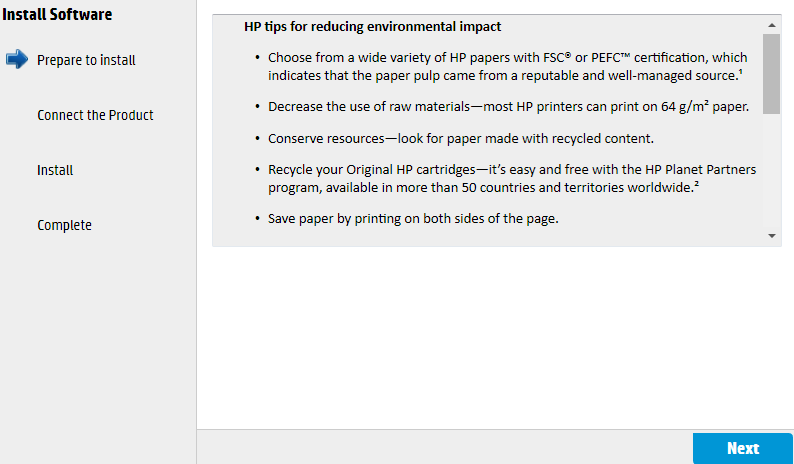 Install Software
Prepare to install
Connect the Product
Install
Complete
HP tips for reducing environmental impact
• Choose from a wide variety of HP papers with FSC® or PEFC™ certification, which
indicates that the paper pulp came from a reputable and well-managed source.¹
• Decrease the use of raw materials—most HP printers can print on 64 g/m² paper.
• Conserve resources—look for paper made with recycled content.
• Recycle your Original HP cartridges—it’s easy and free with the HP Planet Partners
program, available in more than 50 countries and territories worldwide.²
• Save paper by printing on both sides of the page.
Next